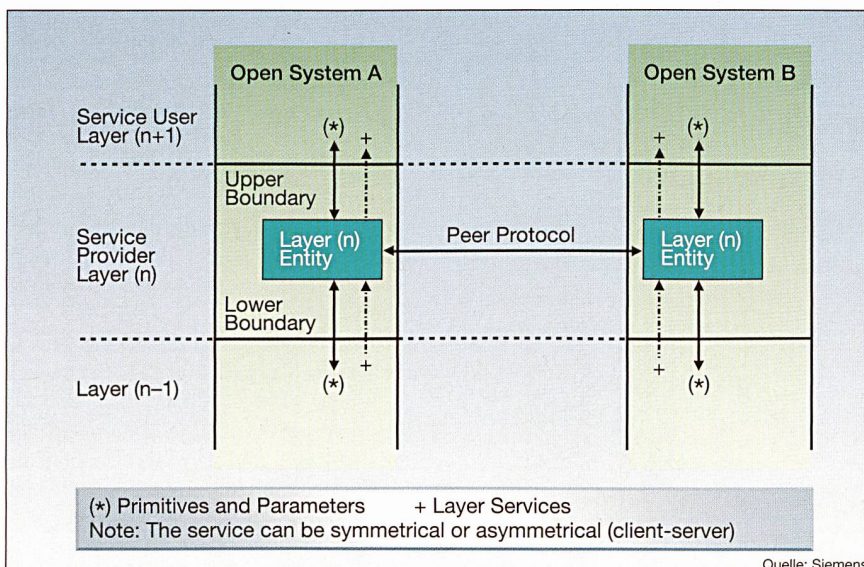 Open System A
Open System B
Service User
Layer (n+1)
(*)
+
+
(*)
Upper
Boundary
Service
Provider
Layer (n)
Layer (n)
Entity
Peer Protocol
Layer (n)
Entity
Lower
Boundary
Layer (n–1)
(*)
+
+
(*)
(*) Primitives and Parameters + Layer Services
Note: The service can be symmetrical or asymmetrical (client-server)
Quelle: Siemens